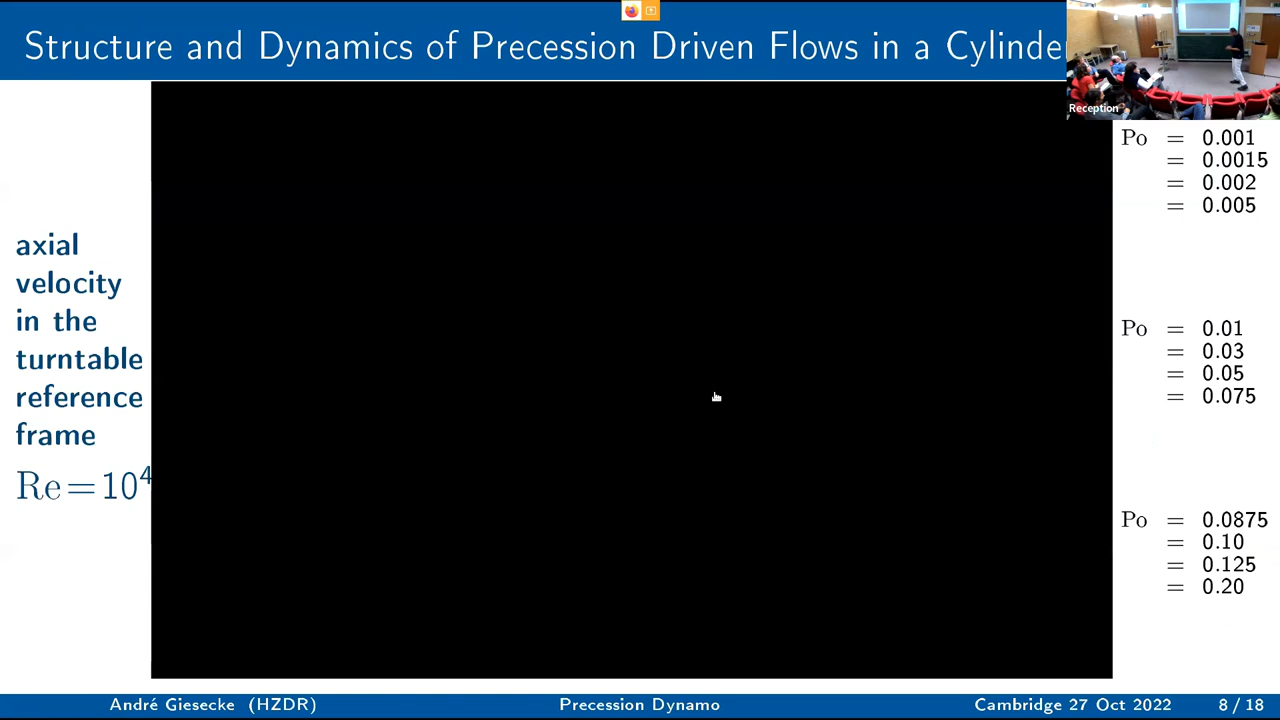 Structure and Dynamics of Precession Driven Flows in a Cylinde
Reception
axial
velocity
in the
turntable
reference
frame
Re=10⁴
Po = 0.001
= 0.0015
= 0.002
= 0.005
Po = 0.01
= 0.03
= 0.05
= 0.075
Po = 0.0875
= 0.10
= 0.125
= 0.20
André Giesecke (HZDR) Precession Dynamo Cambridge 27 Oct 2022 8 / 18